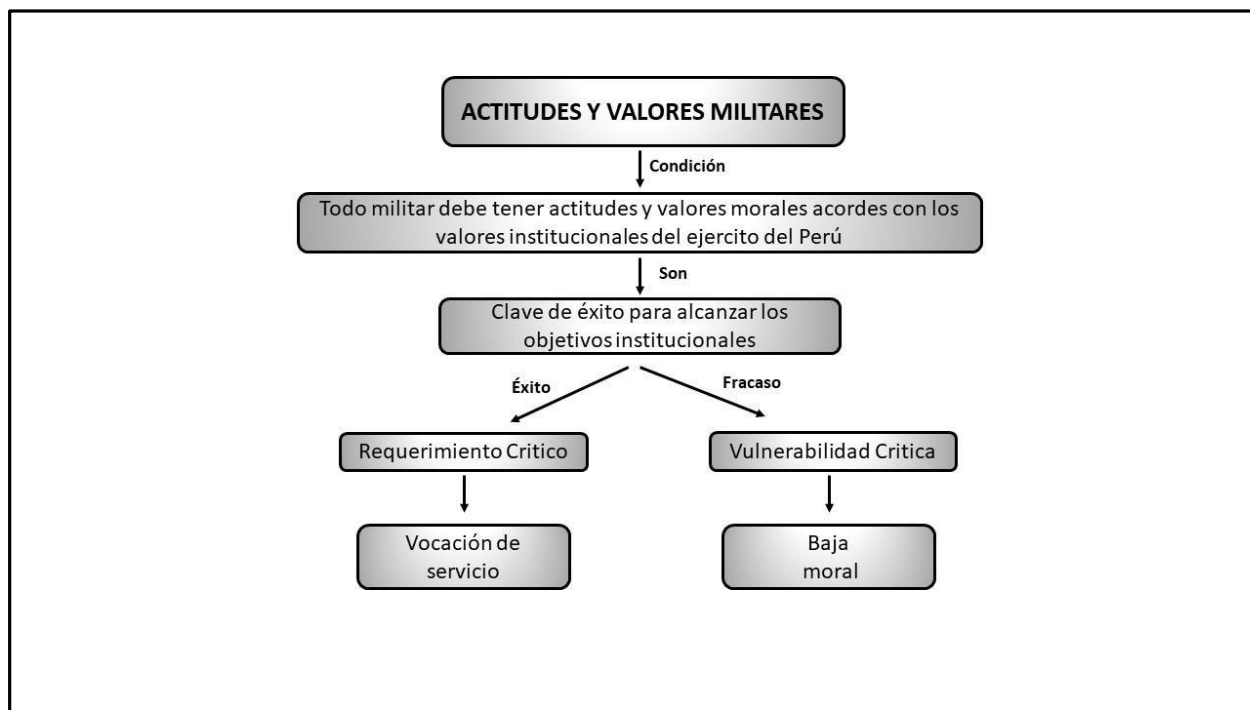 ACTITUDES Y VALORES MILITARES
Condición
Todo militar debe tener actitudes y valores morales acordes con los
valores institucionales del ejercito del Perú
Son
Clave de éxito para alcanzar los
objetivos institucionales
Éxito
Fracaso
Requerimiento Critico
Vulnerabilidad Critica
Vocación de
servicio
Baja
moral